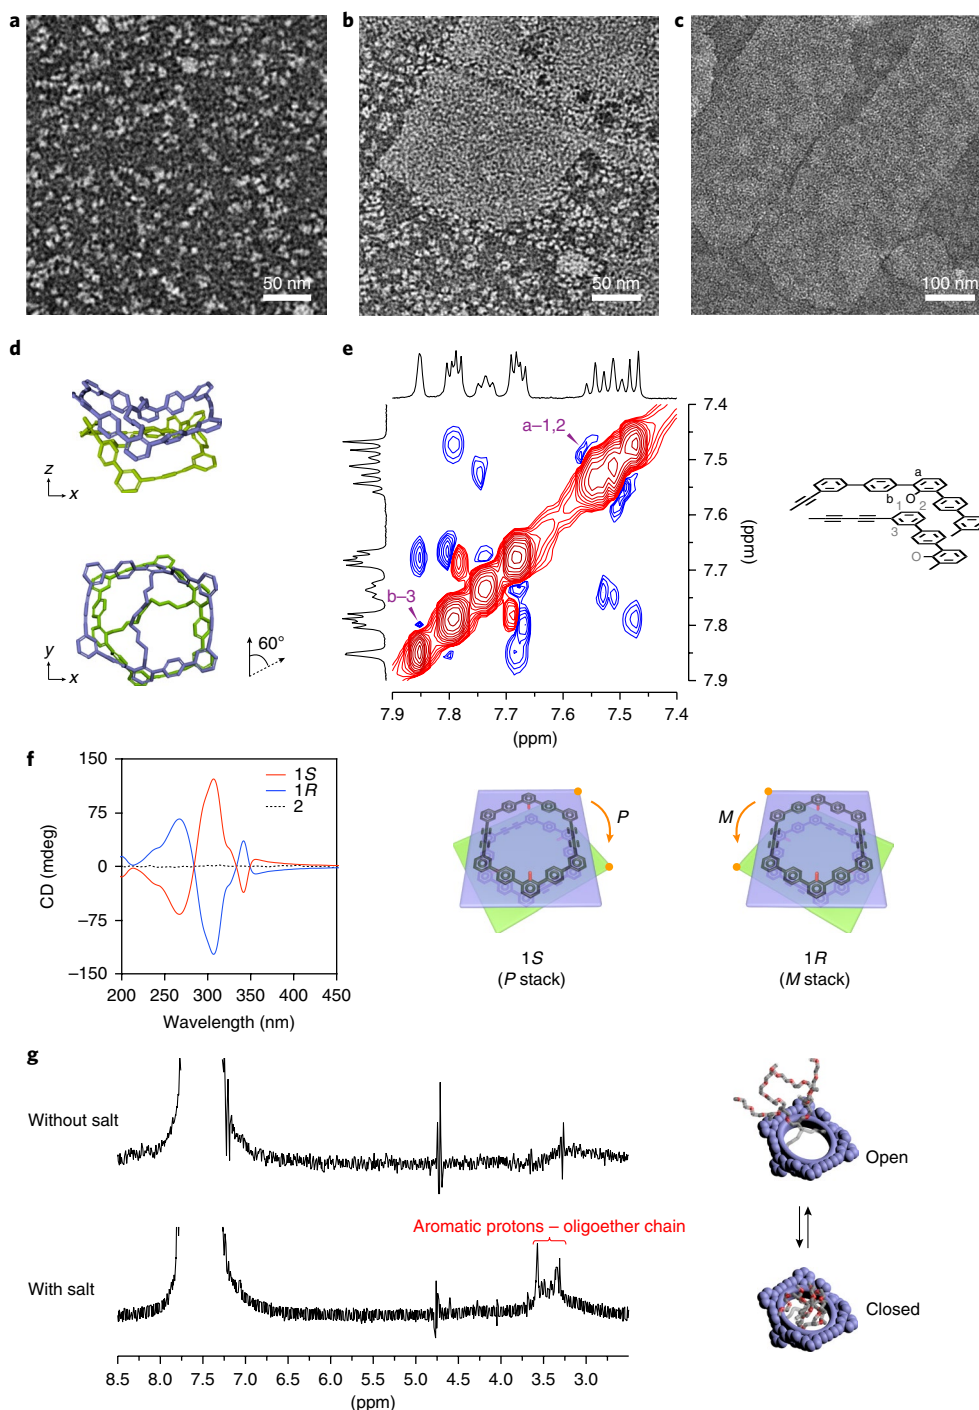 a
b
c
50 nm
50 nm
100 nm
d
e
z
x
y
x
60°
a–1,2
b–3
7.4
7.5
7.6
7.7
7.8
7.9
(ppm)
7.9 7.8 7.7 7.6 7.5 7.4
(ppm)
a
b
O
1
2
3
O
f
150
75
0
–75
–150
CD (mdeg)
200 250 300 350 400 450
Wavelength (nm)
1S
1R
2
P
M
1S
(P stack)
1R
(M stack)
g
Without salt
With salt
Aromatic protons – oligoether chain
8.5 8.0 7.5 7.0 6.5 6.0 5.5 5.0 4.5 4.0 3.5 3.0
(ppm)
Open
Closed